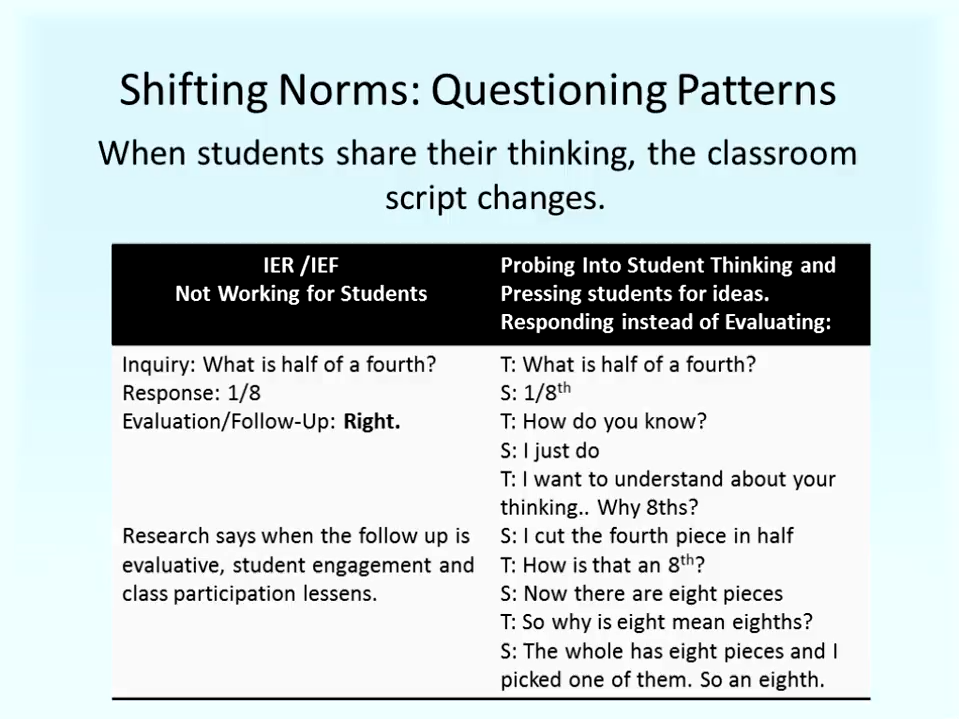 Shifting Norms: Questioning Patterns
When students share their thinking, the classroom
script changes.
IER /IEF
Not Working for Students
Probing Into Student Thinking and
Pressing students for ideas.
Responding instead of Evaluating:
Inquiry: What is half of a fourth?
Response: 1/8
Evaluation/Follow-Up: Right.
Research says when the follow up is
evaluative, student engagement and
class participation lessens.
T: What is half of a fourth?
S: 1/8th
T: How do you know?
S: I just do
T: I want to understand about your
thinking.. Why 8ths?
S: I cut the fourth piece in half
T: How is that an 8th?
S: Now there are eight pieces
T: So why is eight mean eighths?
S: The whole has eight pieces and I
picked one of them. So an eighth.